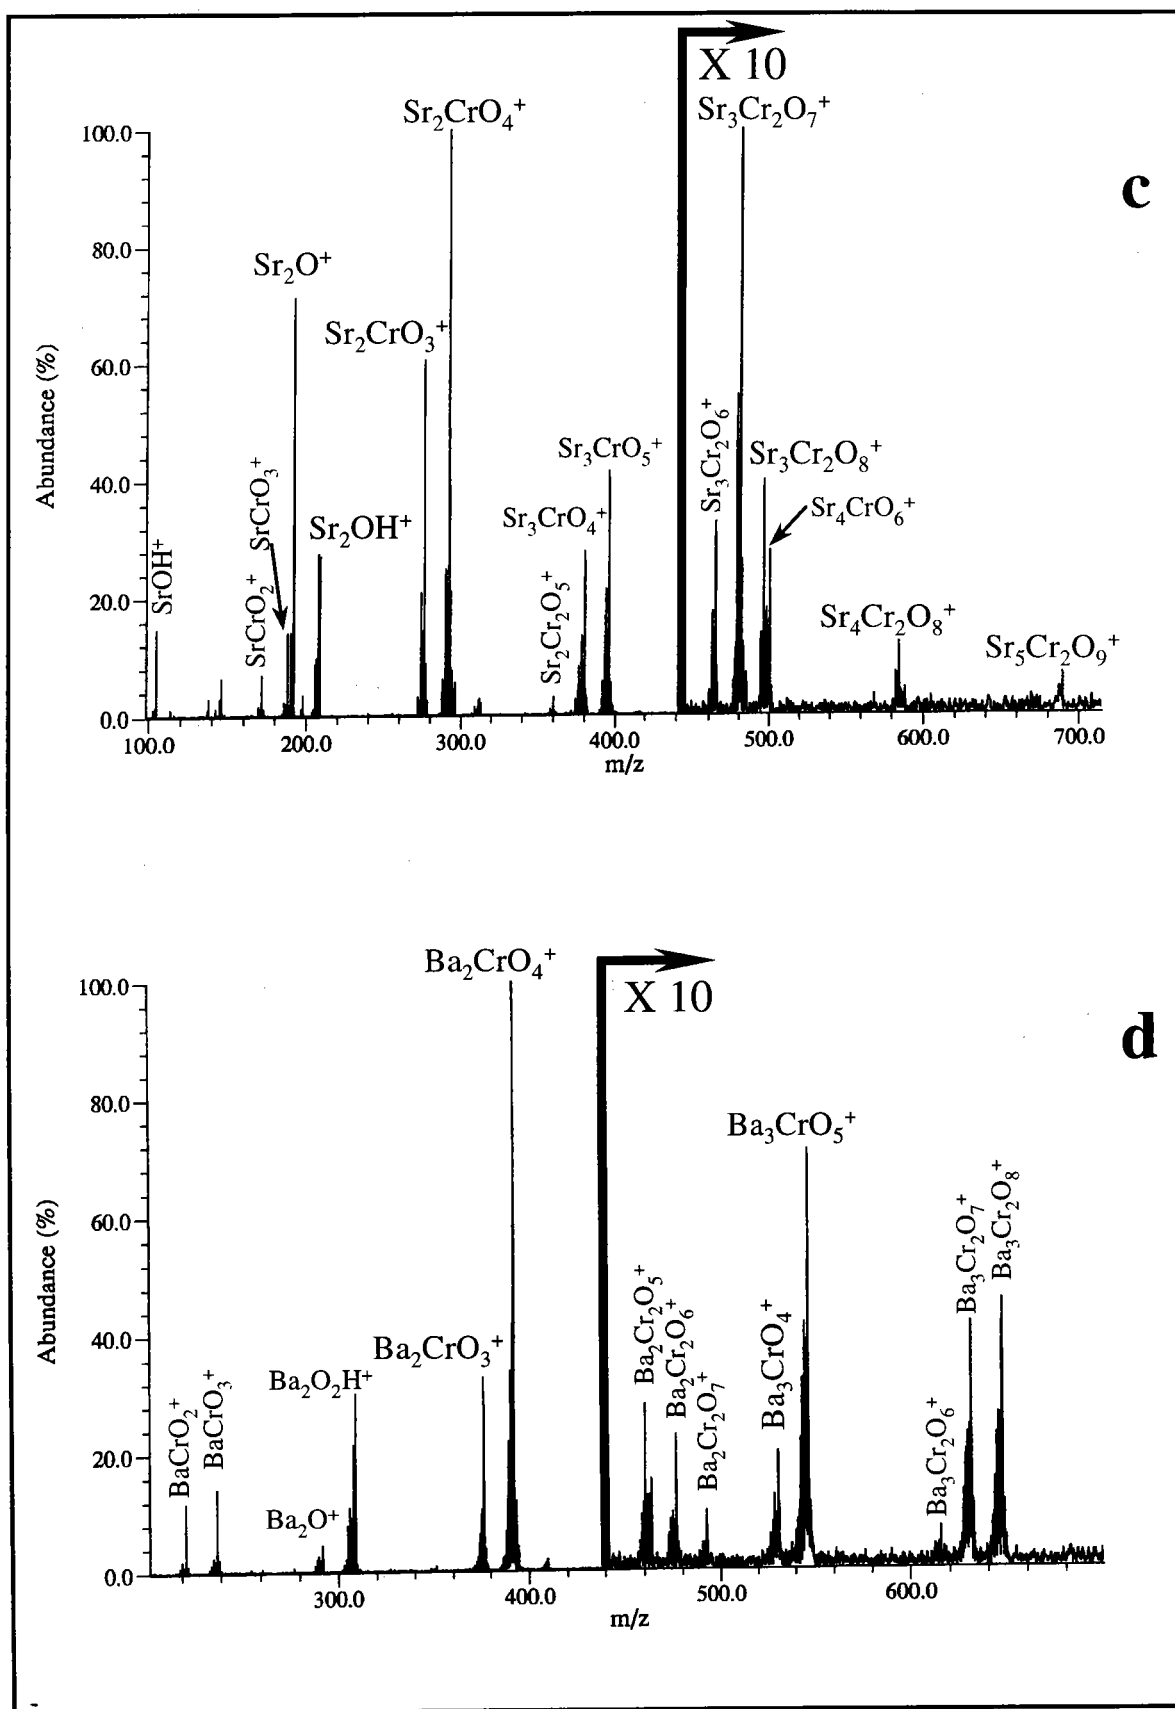 X 10
Sr₂CrO₄⁺
Sr₃Cr₂O₇⁺
c
100.0
80.0
60.0
40.0
20.0
0.0
Abundance (%)
SrOH⁺
SrCrO₂⁺
SrCrO₃⁺
Sr₂O⁺
Sr₂OH⁺
Sr₂CrO₃⁺
Sr₂Cr₂O₅⁺
Sr₃CrO₄⁺
Sr₃CrO₅⁺
Sr₃Cr₂O₆⁺
Sr₃Cr₂O₈⁺
Sr₄CrO₆⁺
Sr₄Cr₂O₈⁺
Sr₅Cr₂O₉⁺
100.0 200.0 300.0 400.0 500.0 600.0 700.0
m/z
Ba₂CrO₄⁺
X 10
d
100.0
80.0
60.0
40.0
20.0
0.0
Abundance (%)
BaCrO₂⁺
BaCrO₃⁺
Ba₂O⁺
Ba₂O₂H⁺
Ba₂CrO₃⁺
Ba₂Cr₂O₅⁺
Ba₂Cr₂O₆⁺
Ba₂Cr₂O₇⁺
Ba₃CrO₄⁺
Ba₃CrO₅⁺
Ba₃Cr₂O₆⁺
Ba₃Cr₂O₇⁺
Ba₃Cr₂O₈⁺
300.0 400.0 500.0 600.0
m/z